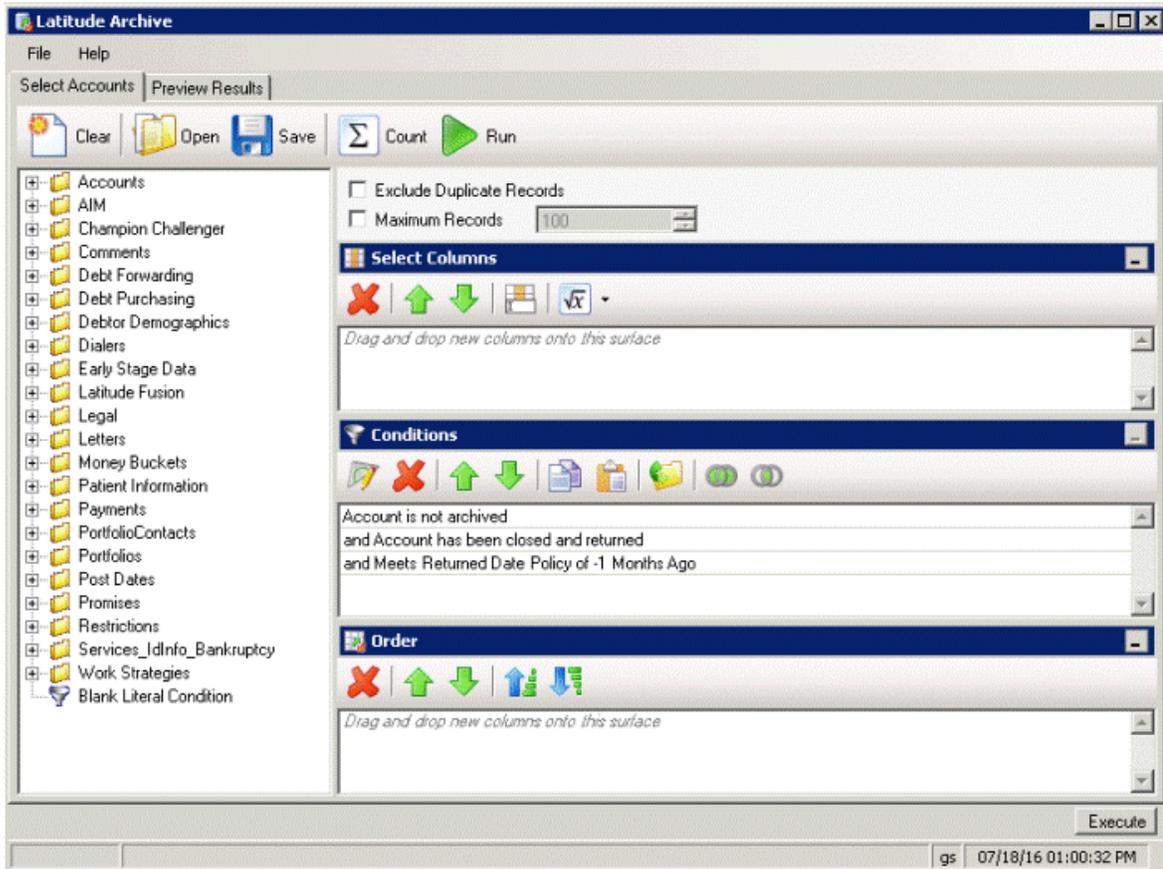 Latitude Archive
File Help
Select Accounts Preview Results
Clear Open Save Σ Count Run
Accounts
AIM
Champion Challenger
Comments
Debt Forwarding
Debt Purchasing
Debtor Demographics
Dialers
Early Stage Data
Latitude Fusion
Legal
Letters
Money Buckets
Patient Information
Payments
PortfolioContacts
Portfolios
Post Dates
Promises
Restrictions
Services_IdInfo_Bankruptcy
Work Strategies
Blank Literal Condition
Exclude Duplicate Records
Maximum Records 100
Select Columns
√x
Drag and drop new columns onto this surface
Conditions
Account is not archived
and Account has been closed and returned
and Meets Returned Date Policy of -1 Months Ago
Order
Drag and drop new columns onto this surface
Execute
gs 07/18/16 01:00:32 PM